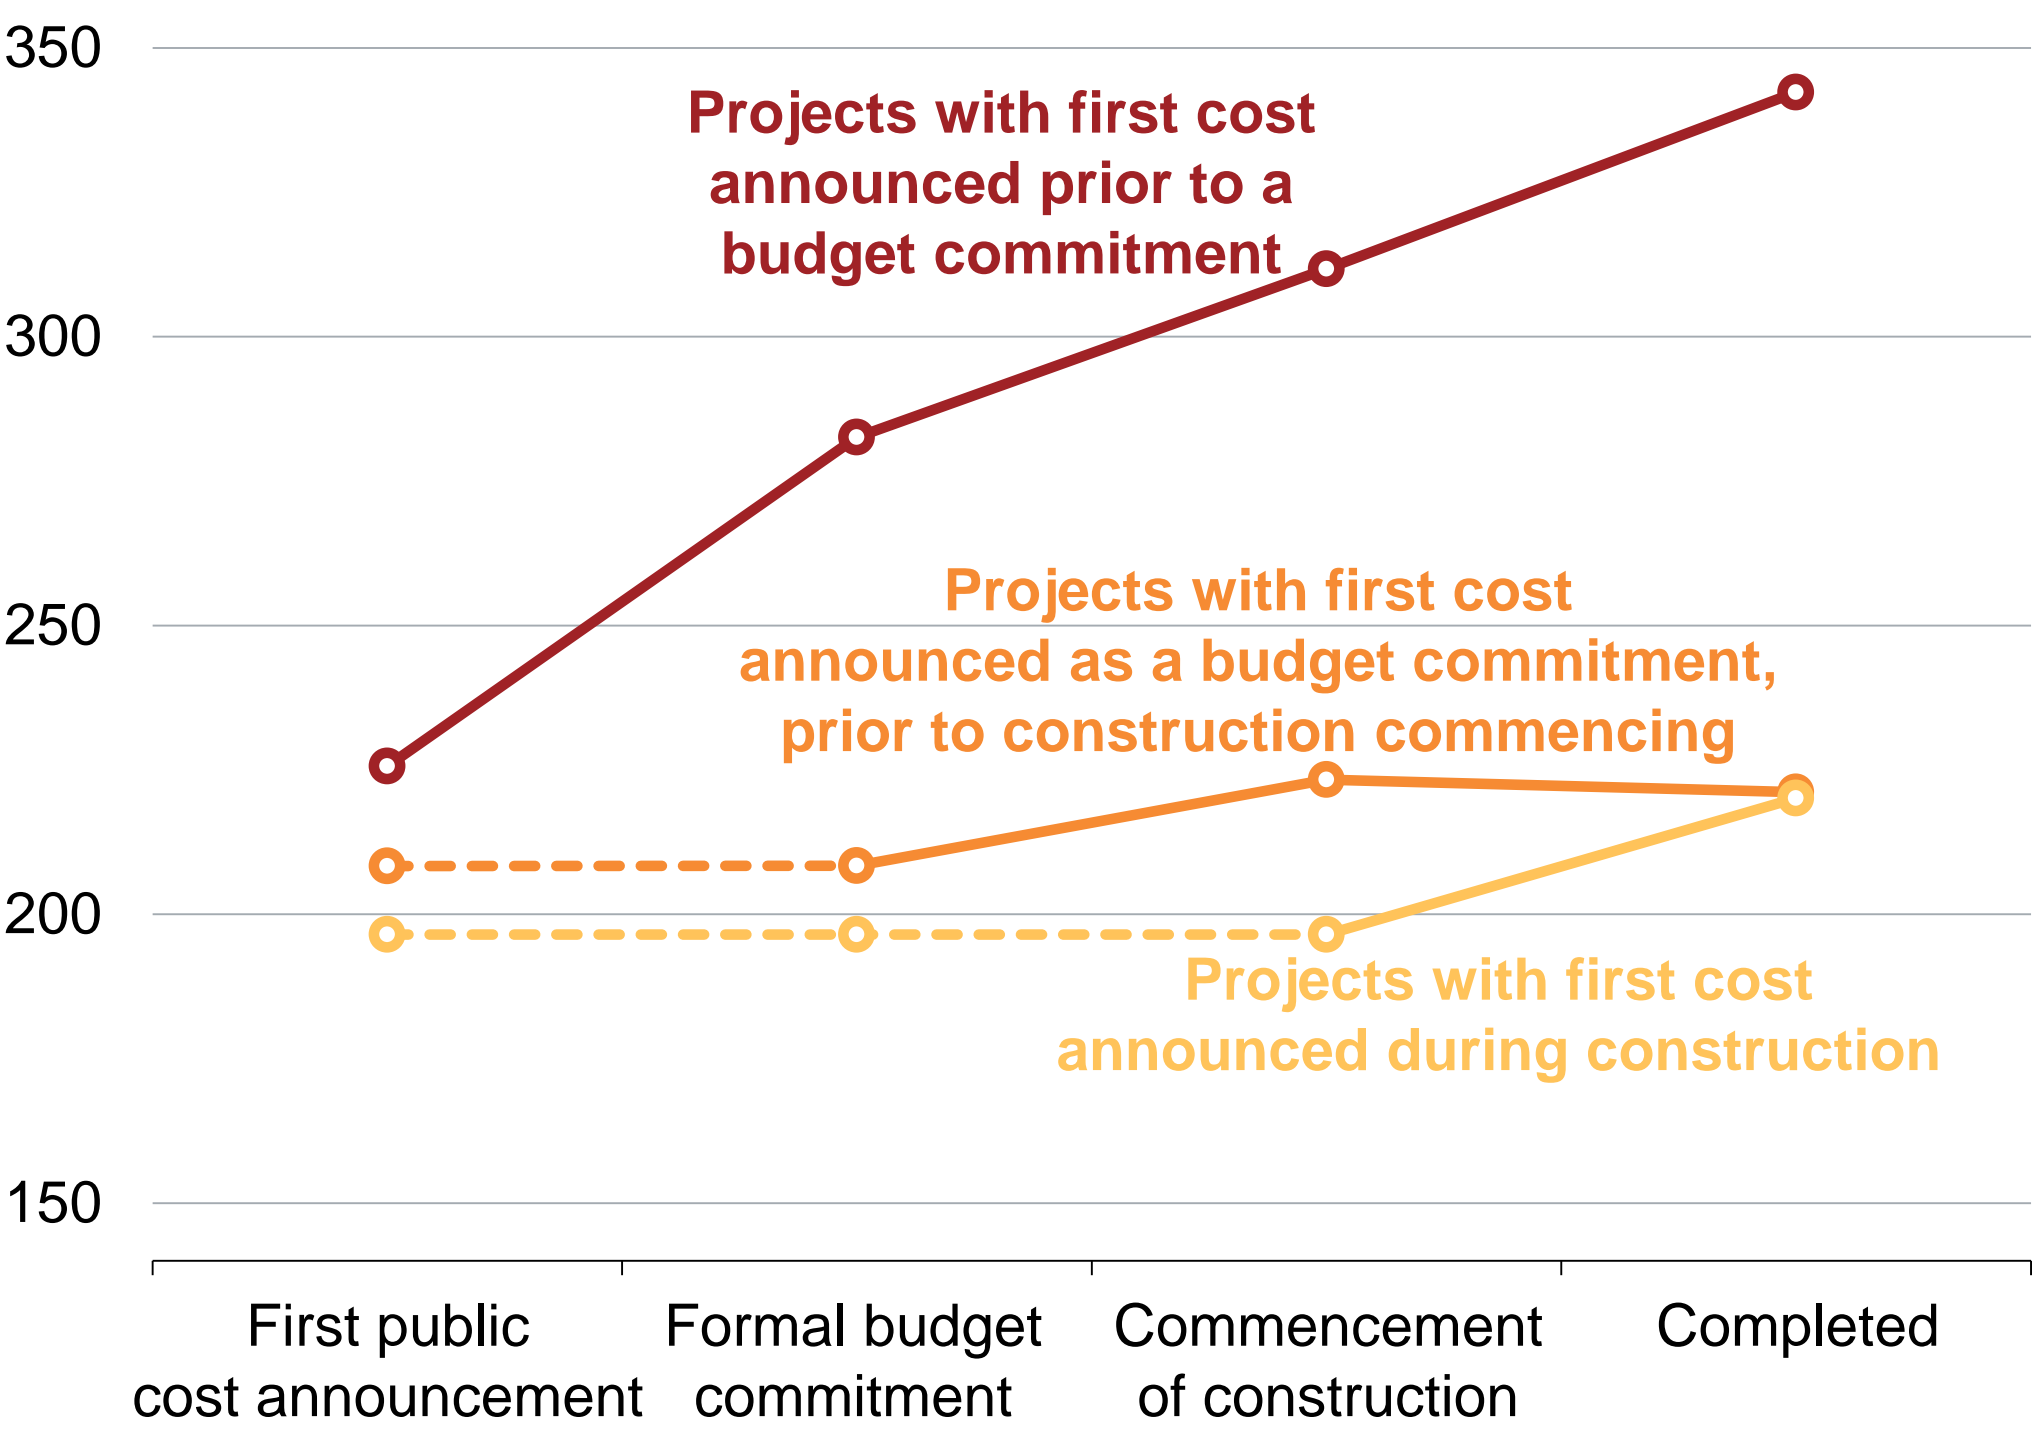 350
Projects with first cost
announced prior to a
budget commitment
300
Projects with first cost
250
announced as a budget commitment,
prior to construction commencing
200
Projects with first cost
announced during construction
150
First public
cost announcement
Formal budget
commitment
Commencement
of construction
Completed